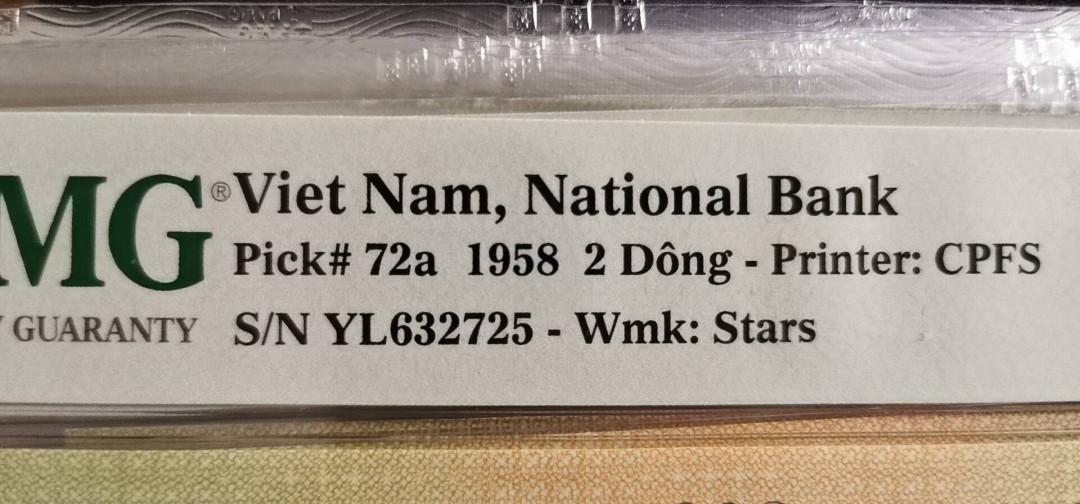 MG® Viet Nam, National Bank
Pick# 72a 1958 2 Dông - Printer: CPFS
GUARANTY S/N YL632725 - Wmk: Stars